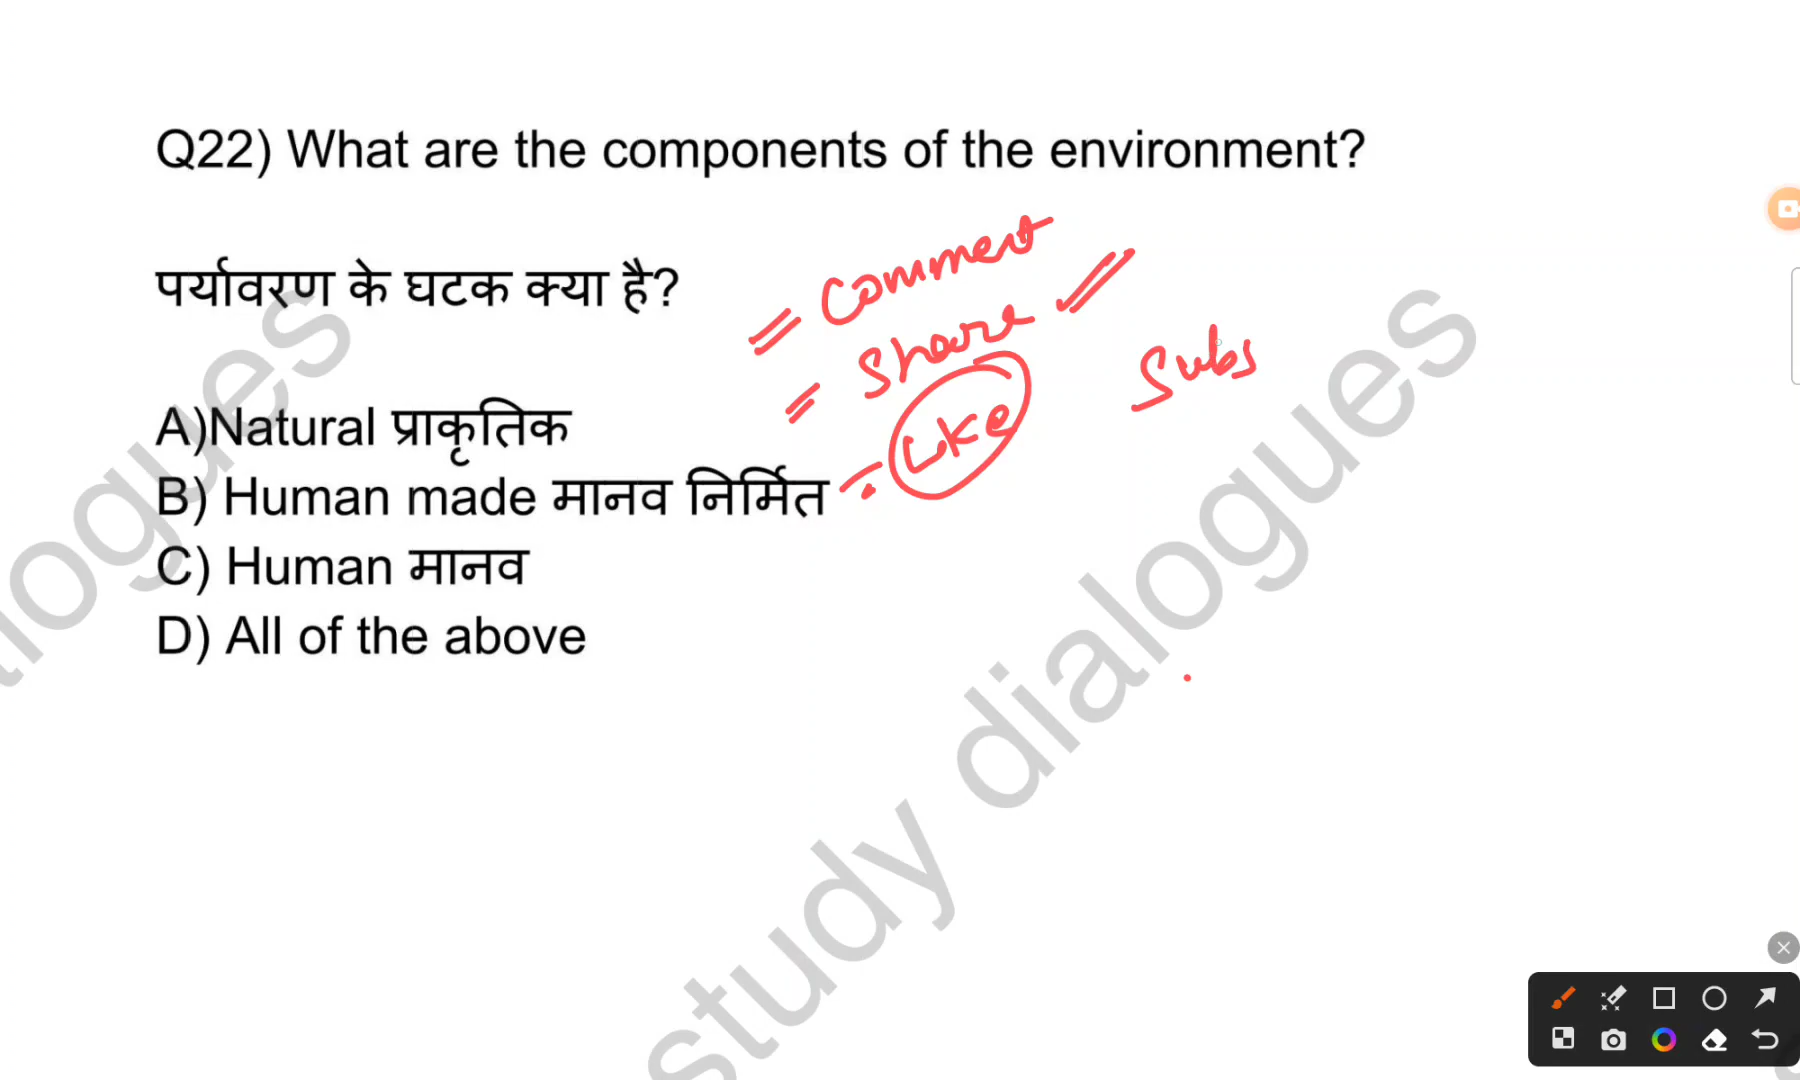 Q22) What are the components of the environment?
पर्यावरण के घटक क्या है?
= Comment
= Share
Like
Subs
A)Natural प्राकृतिक
B) Human made मानव निर्मित
C) Human मानव
D) All of the above
study dialogues
alogues